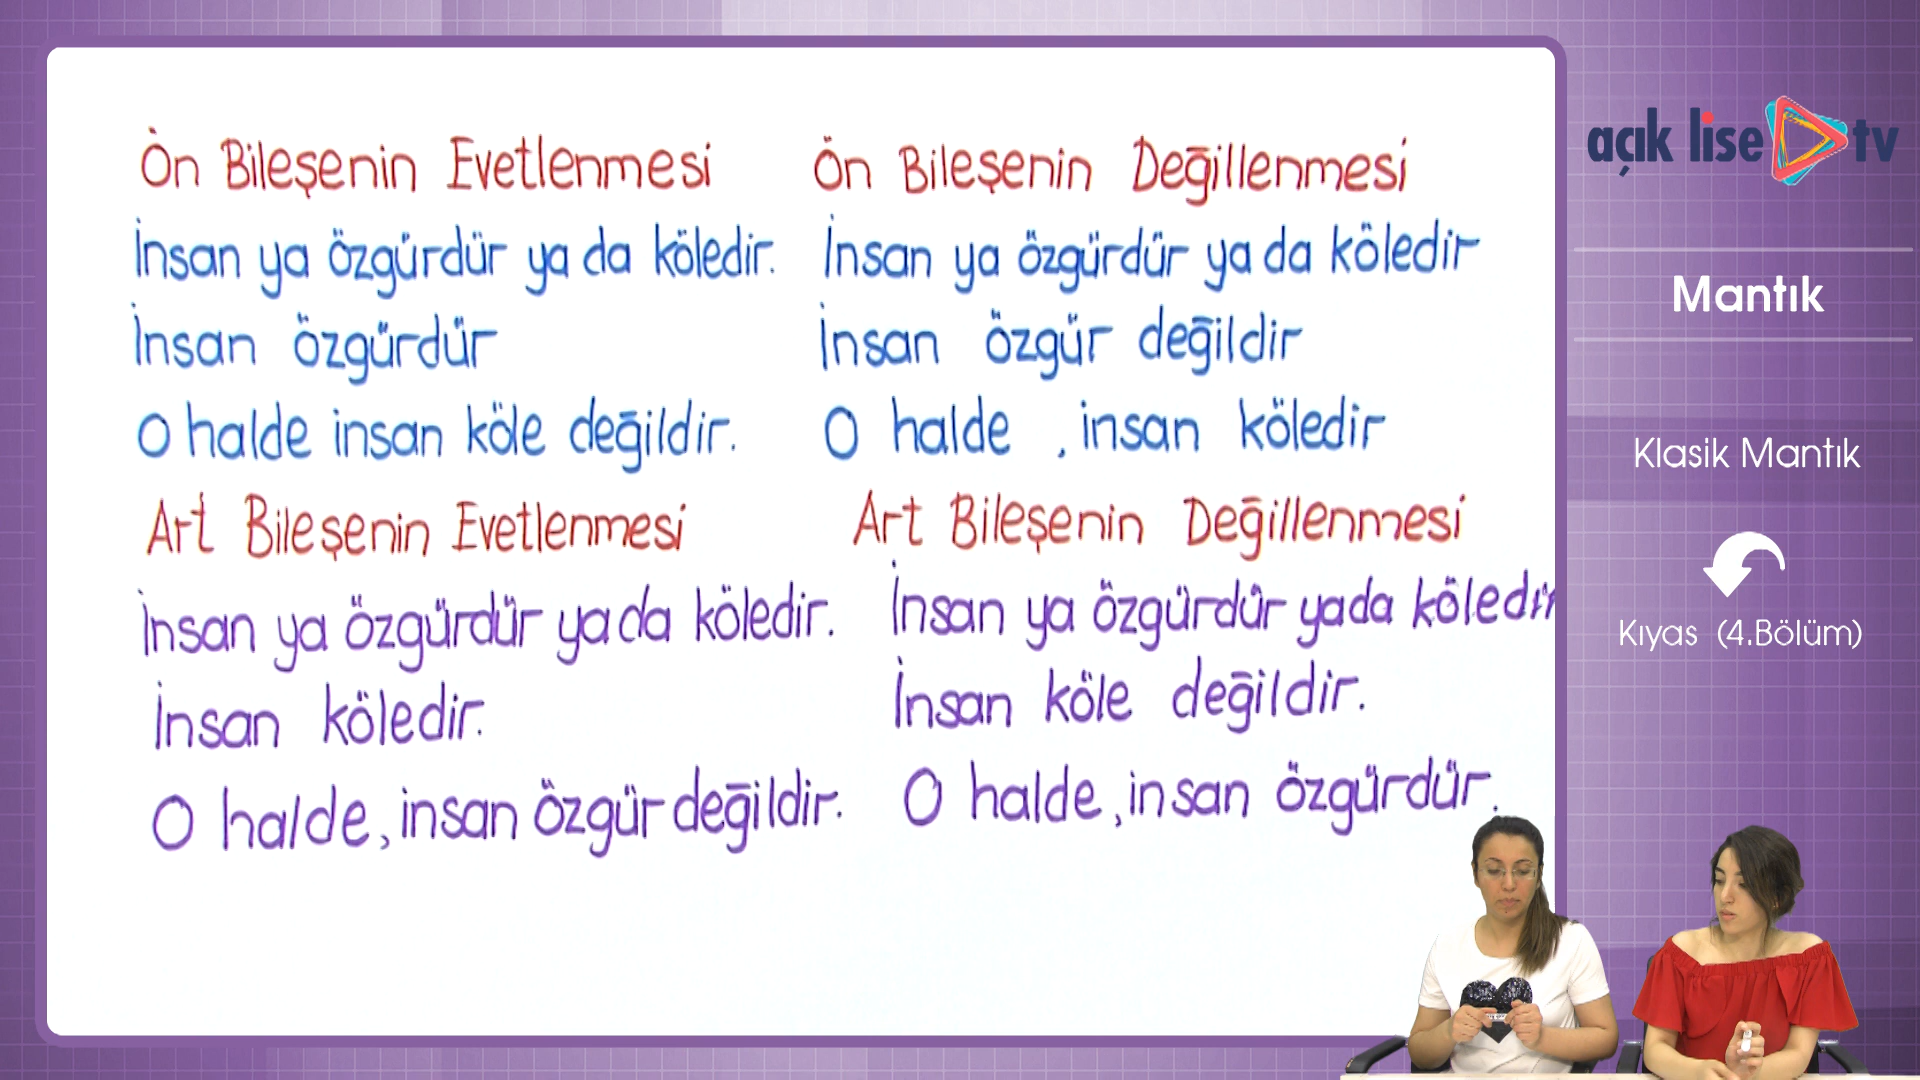 Ön Bileşenin Evetlenmesi
İnsan ya özgürdür ya da köledir.
İnsan özgürdür
O halde insan köle değildir.
Ön Bileşenin Değillenmesi
İnsan ya özgürdür ya da köledir
İnsan özgür değildir
O halde , insan köledir
Art Bileşenin Evetlenmesi
İnsan ya özgürdür ya da köledir.
İnsan köledir.
O halde, insan özgür değildir.
Art Bileşenin Değillenmesi
İnsan ya özgürdür yada köledir
İnsan köle değildir.
O halde, insan özgürdür.
açık lise tv
Mantık
Klasik Mantık
Kıyas (4.Bölüm)